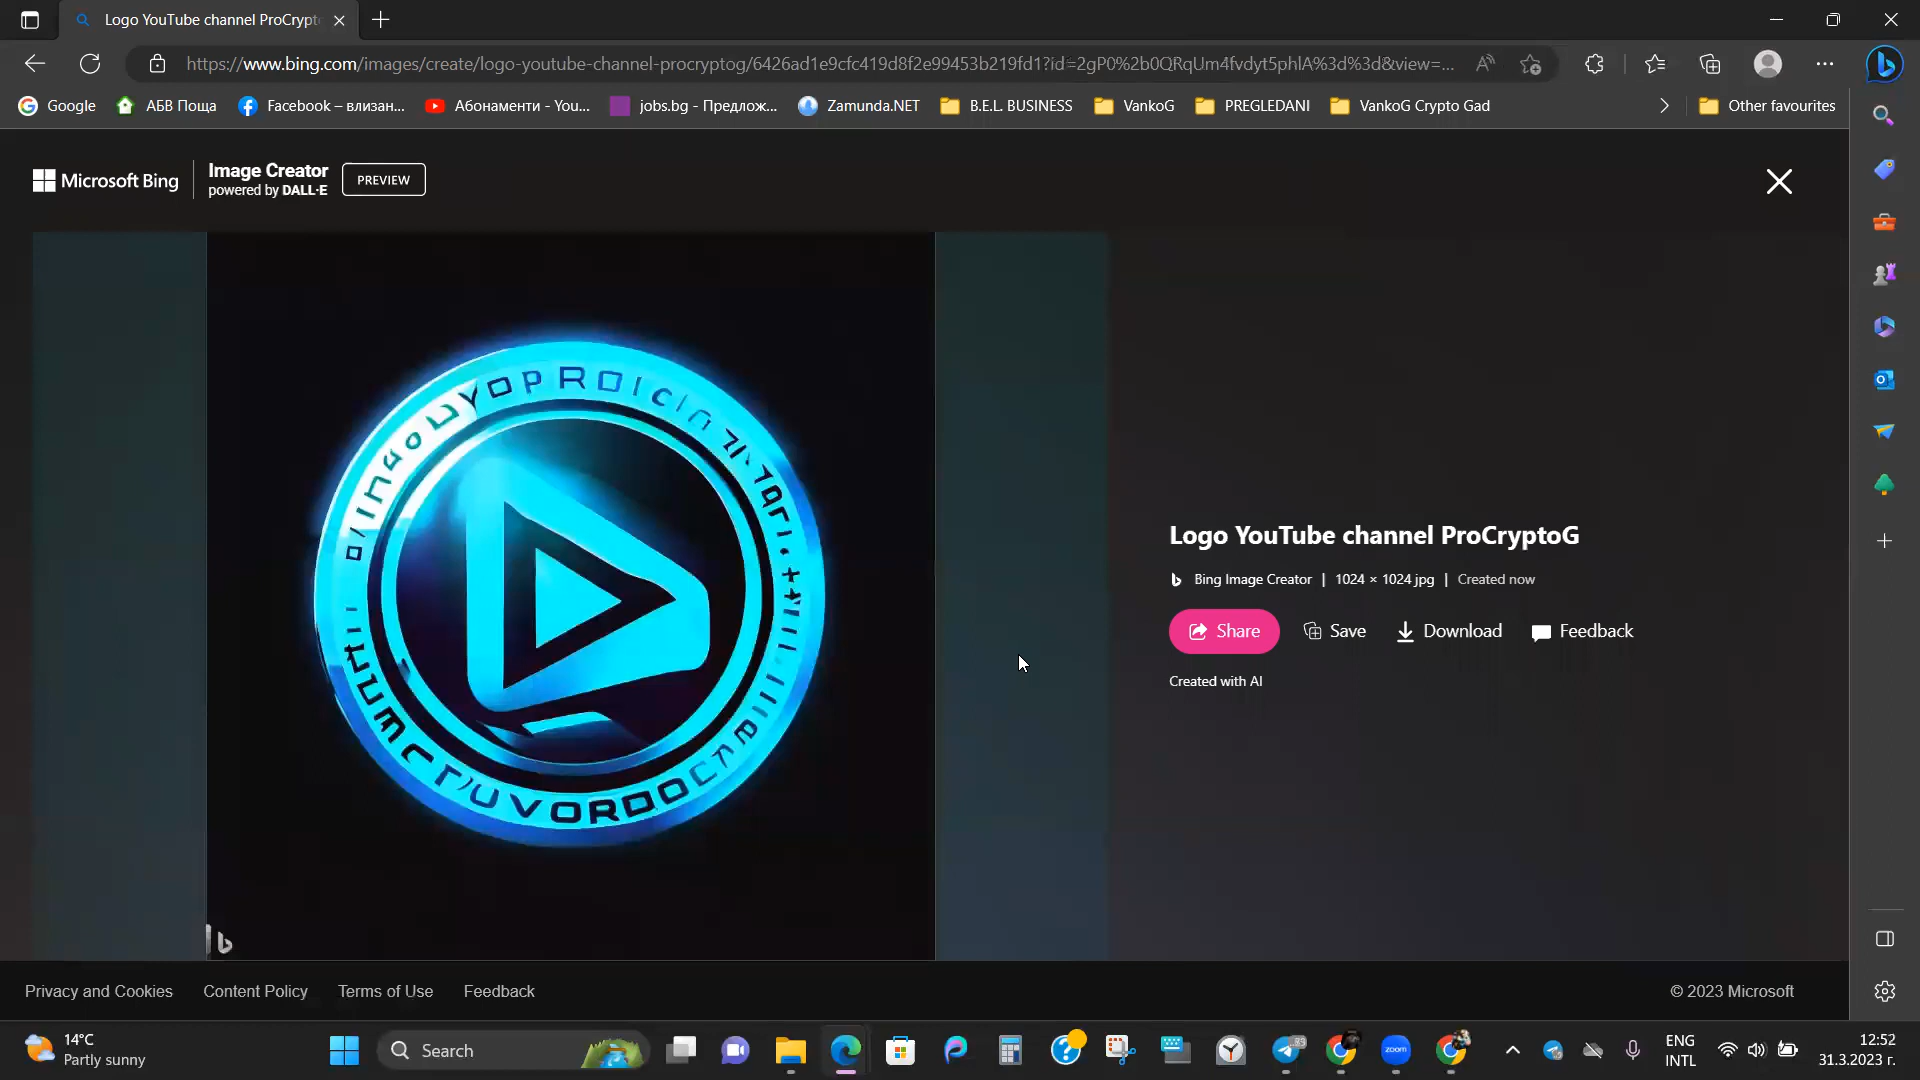 Logo YouTube channel ProCrypt
https://www.bing.com/images/create/logo-youtube-channel-procryptog/6426ad1e9cfc419d8f2e99453b219fd1?id=2gP0%2b0QRqUm4fvdyt5phlA%3d%3d&view=...
Google
АБВ Поща
Facebook – влизан...
Абонаменти - You...
jobs.bg - Предлож...
Zamunda.NET
B.E.L. BUSINESS
VankoG
PREGLEDANI
VankoG Crypto Gad
Other favourites
Microsoft Bing
Image Creator
powered by DALL·E
PREVIEW
Logo YouTube channel ProCryptoG
Bing Image Creator | 1024 × 1024 jpg | Created now
Share
Save
Download
Feedback
Created with AI
Privacy and Cookies
Content Policy
Terms of Use
Feedback
© 2023 Microsoft
14°C
Partly sunny
Search
zoom
ENG
INTL
12:52
31.3.2023 г.